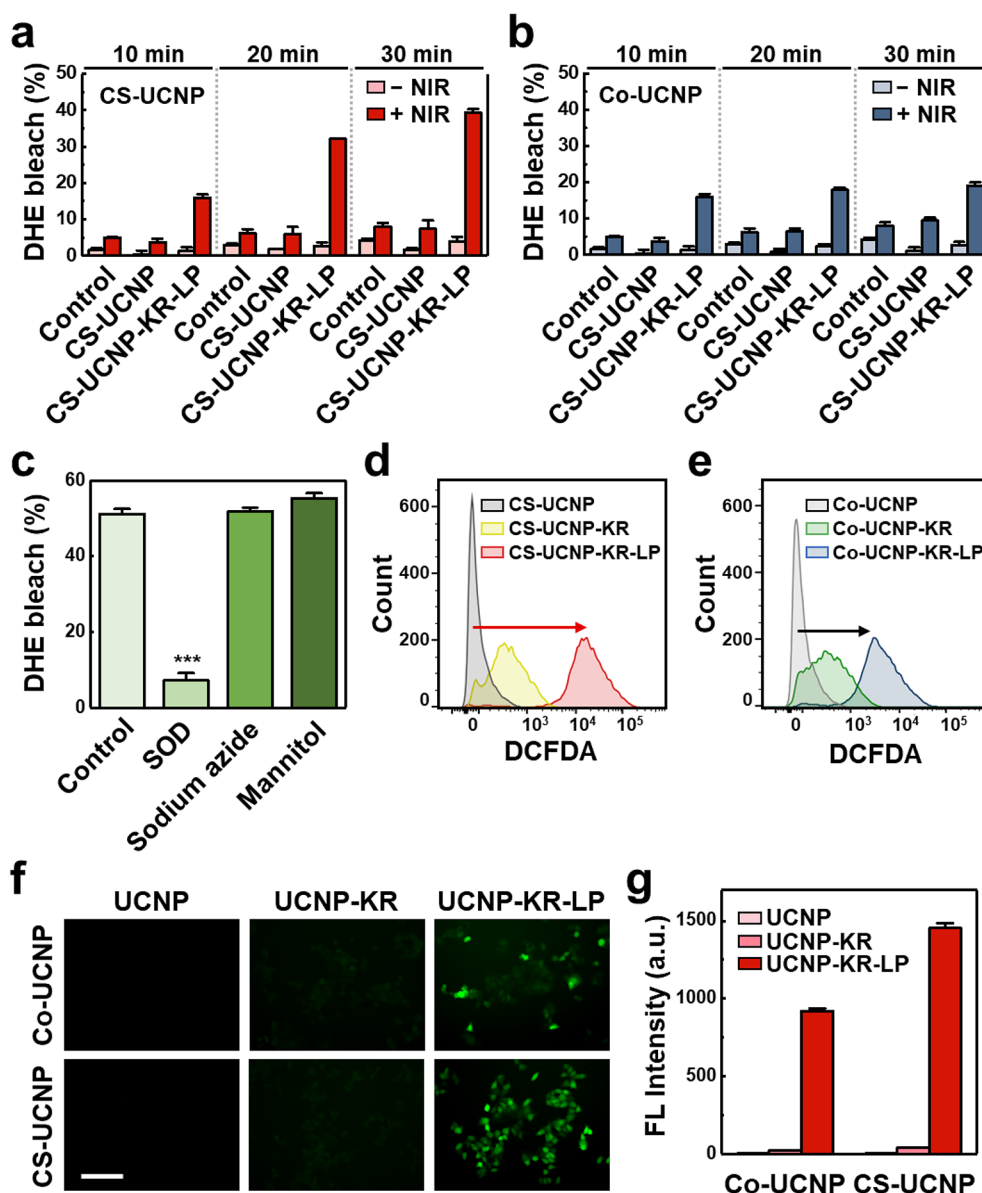 a
10 min 20 min 30 min
DHE bleach (%)
50
40
30
20
10
0
CS-UCNP
– NIR
+ NIR
Control
CS-UCNP
CS-UCNP-KR-LP
Control
CS-UCNP
CS-UCNP-KR-LP
Control
CS-UCNP
CS-UCNP-KR-LP
b
10 min 20 min 30 min
DHE bleach (%)
50
40
30
20
10
0
Co-UCNP
– NIR
+ NIR
Control
CS-UCNP
CS-UCNP-KR-LP
Control
CS-UCNP
CS-UCNP-KR-LP
Control
CS-UCNP
CS-UCNP-KR-LP
c
DHE bleach (%)
60
40
20
0
***
Control
SOD
Sodium azide
Mannitol
d
Count
600
400
200
0
CS-UCNP
CS-UCNP-KR
CS-UCNP-KR-LP
0 10³ 10⁴ 10⁵
DCFDA
e
Count
600
400
200
0
Co-UCNP
Co-UCNP-KR
Co-UCNP-KR-LP
0 10³ 10⁴ 10⁵
DCFDA
f
UCNP UCNP-KR UCNP-KR-LP
Co-UCNP
CS-UCNP
g
FL Intensity (a.u.)
1500
1000
500
0
UCNP
UCNP-KR
UCNP-KR-LP
Co-UCNP CS-UCNP